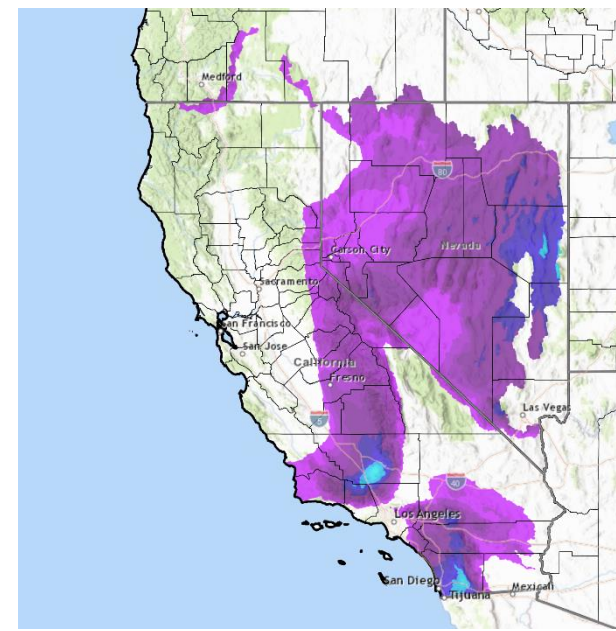 Medford
80
Nevada
Carson City
Sacramento
San Francisco
San Jose
California
Fresno
5
Las Vegas
40
Los Angeles
San Diego
Mexicali
Tijuana